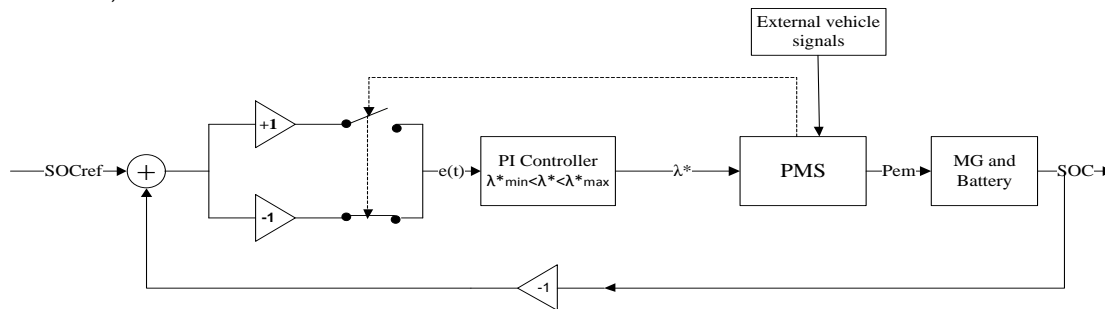 External vehicle
signals
+1
SOCref
+
e(t)
PI Controller
λ*min<λ*<λ*max
λ*
PMS
Pem
MG and
Battery
SOC
-1
-1